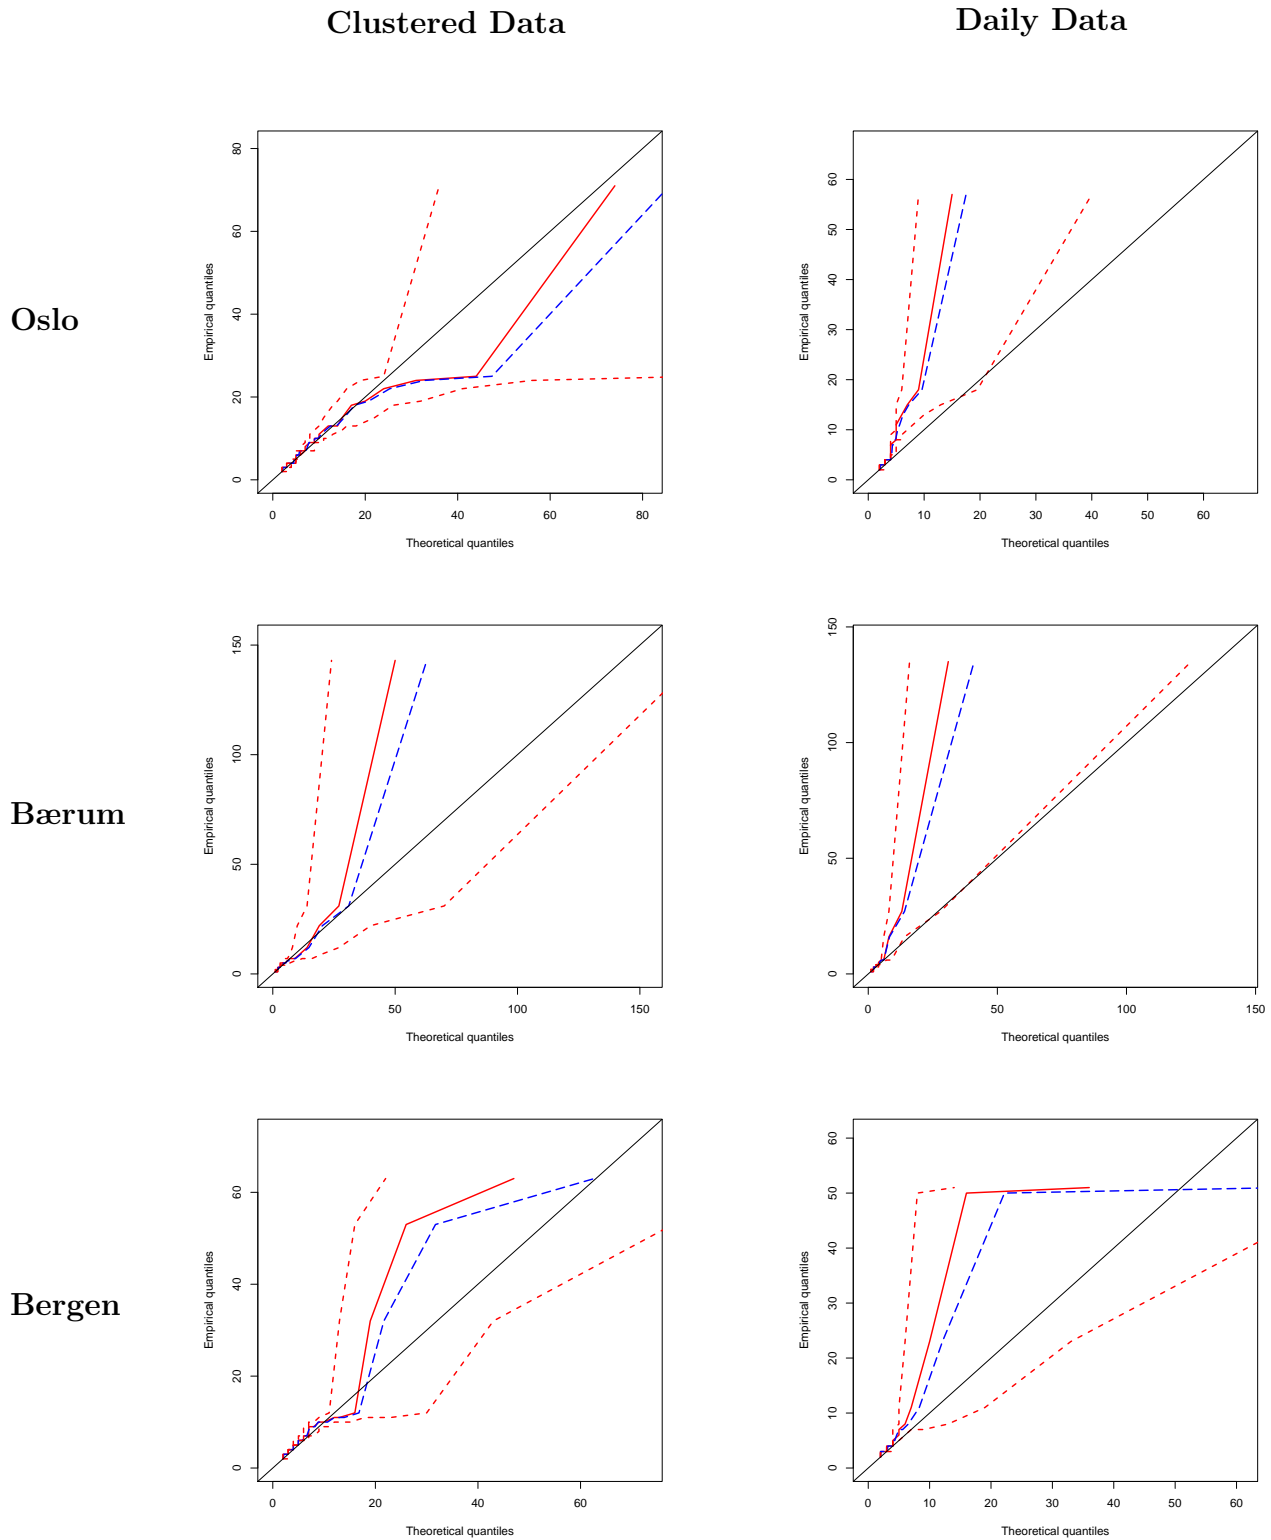 Clustered Data
Daily Data
Oslo
Empirical quantiles
0 20 40 60 80
0 20 40 60 80
Theoretical quantiles
Empirical quantiles
0 10 20 30 40 50 60
0 10 20 30 40 50 60
Theoretical quantiles
Bærum
Empirical quantiles
0 50 100 150
0 50 100 150
Theoretical quantiles
Empirical quantiles
0 50 100 150
0 50 100 150
Theoretical quantiles
Bergen
Empirical quantiles
0 20 40 60
0 20 40 60
Theoretical quantiles
Empirical quantiles
0 10 20 30 40 50 60
0 10 20 30 40 50 60
Theoretical quantiles